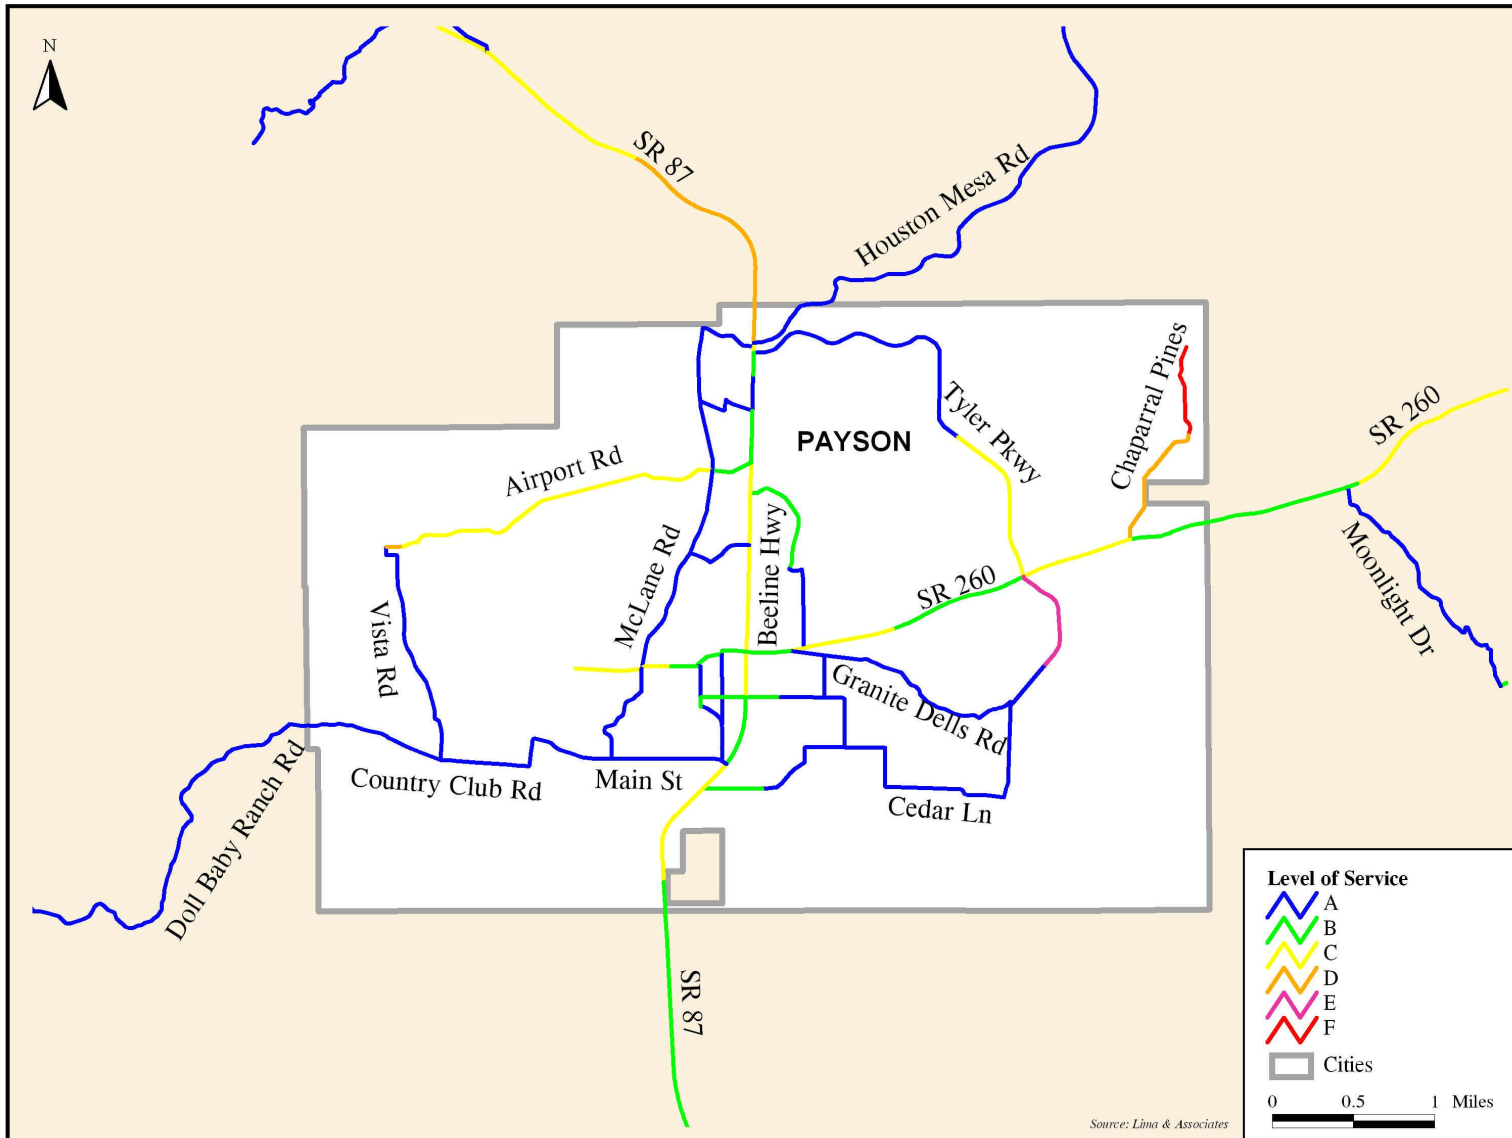 N
SR 87
Houston Mesa Rd
Chaparral Pines
Tyler Pkwy
SR 260
PAYSON
Airport Rd
Beeline Hwy
McLane Rd
SR 260
Moonlight Dr
Vista Rd
Granite Dells Rd
Country Club Rd
Main St
Cedar Ln
Doll Baby Ranch Rd
SR 87
Level of Service
A
B
C
D
E
F
Cities
0 0.5 1 Miles
Source: Lima & Associates